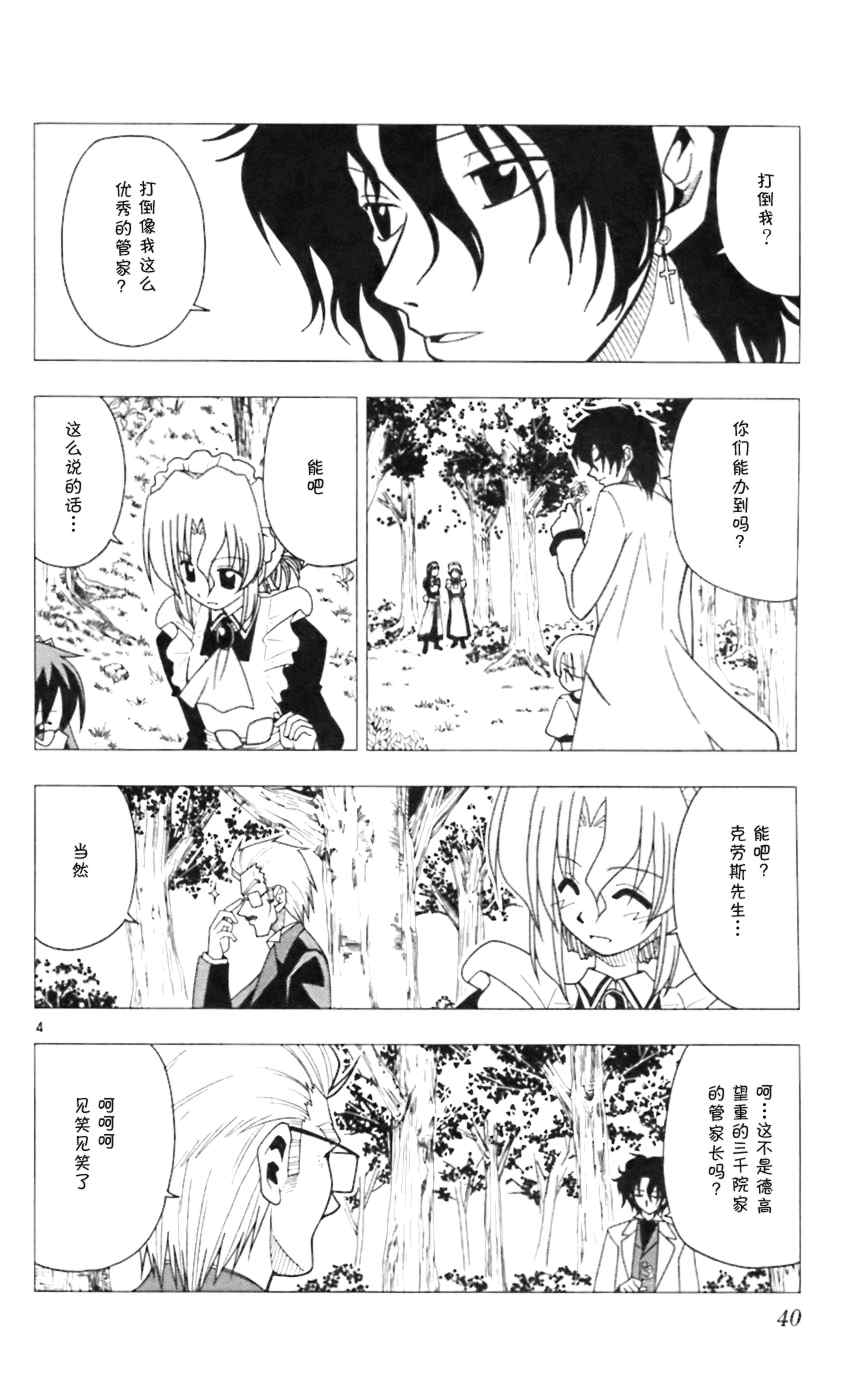 打倒我？
打倒像我这么
优秀的管家？
你们能办到吗？
能吧
这么说的话…
能吧？
克劳斯先生…
当然
4
呵…这不是德高
望重的三千院家
的管家长吗？
呵呵呵
见笑见笑了
40